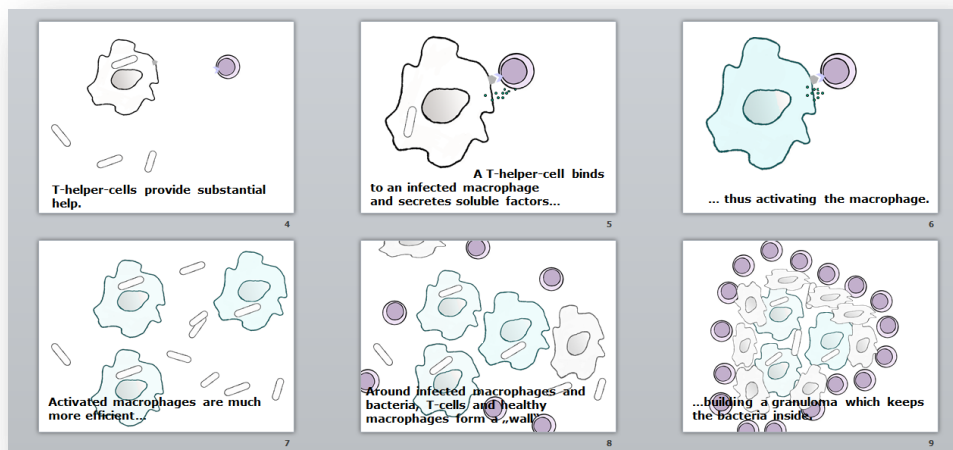 T-helper-cells provide substantial
help.
4
A T-helper-cell binds
to an infected macrophage
and secretes soluble factors...
5
... thus activating the macrophage.
6
Activated macrophages are much
more efficient...
7
Around infected macrophages and
bacteria, T-cells and healthy
macrophages form a „wall“
8
...building a granuloma which keeps
the bacteria inside.
9